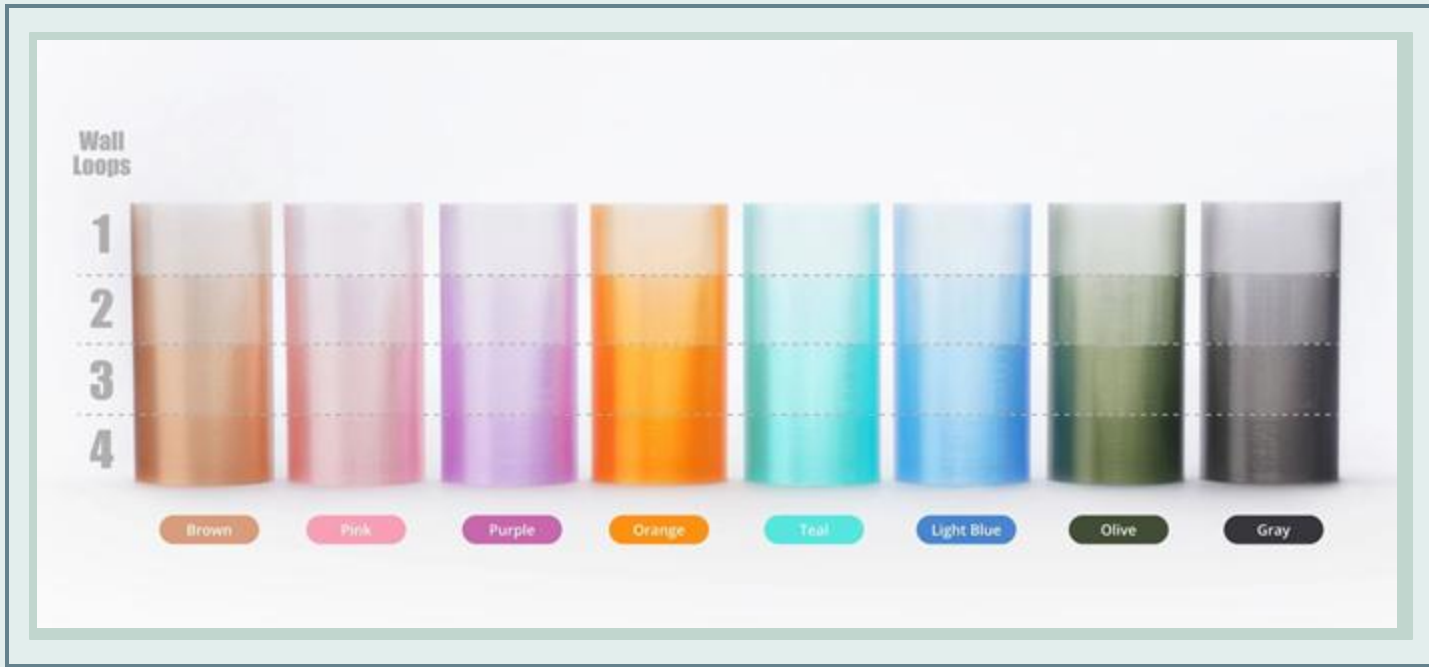 Wall
Loops
1
2
3
4
Brown
Pink
Purple
Orange
Teal
Light Blue
Olive
Gray